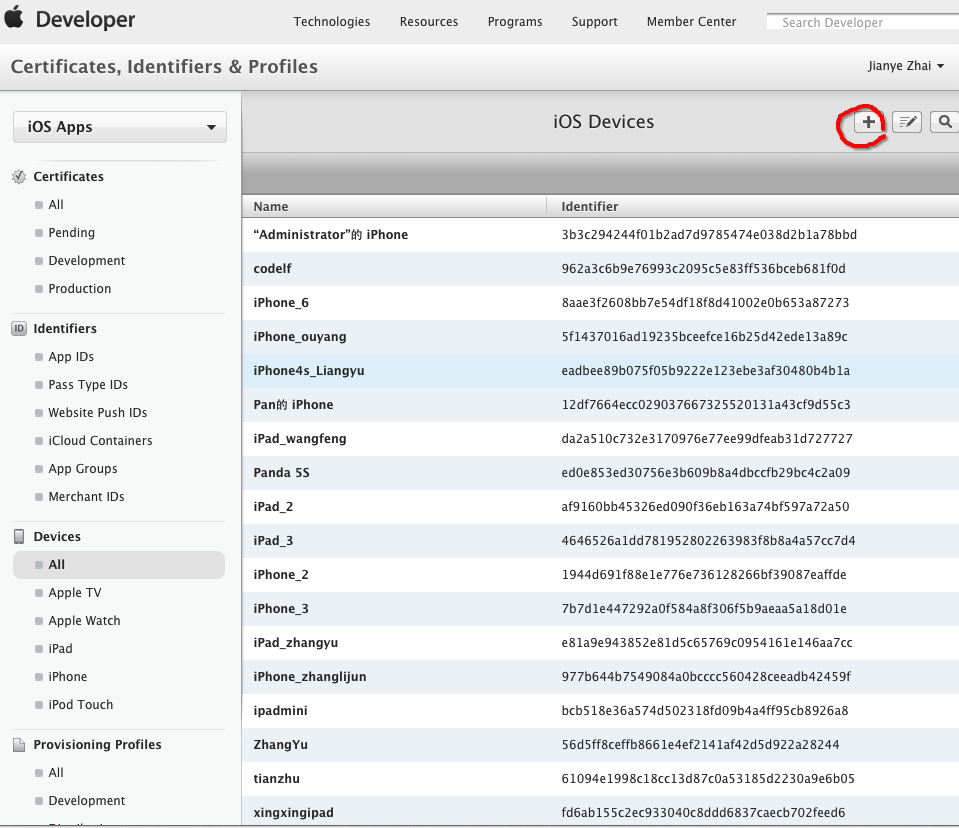 Developer
Technologies Resources Programs Support Member Center Search Developer
Certificates, Identifiers & Profiles
Jianye Zhai
iOS Apps
iOS Devices
Certificates
All
Pending
Development
Production
Identifiers
App IDs
Pass Type IDs
Website Push IDs
iCloud Containers
App Groups
Merchant IDs
Devices
All
Apple TV
Apple Watch
iPad
iPhone
iPod Touch
Provisioning Profiles
All
Development
Name Identifier
“Administrator”的 iPhone 3b3c294244f01b2ad7d9785474e038d2b1a78bbd
codelf 962a3c6b9e76993c2095c5e83ff536bceb681f0d
iPhone_6 8aae3f2608bb7e54df18f8d41002e0b653a87273
iPhone_ouyang 5f1437016ad19235bceefce16b25d42ede13a89c
iPhone4s_Liangyu eadbee89b075f05b9222e123ebe3af30480b4b1a
Pan的 iPhone 12df7664ecc029037667325520131a43cf9d55c3
iPad_wangfeng da2a510c732e3170976e77ee99dfeab31d727727
Panda 5S ed0e853ed30756e3b609b8a4dbccfb29bc4c2a09
iPad_2 af9160bb45326ed090f36eb163a74bf597a72a50
iPad_3 4646526a1dd781952802263983f8b8a4a57cc7d4
iPhone_2 1944d691f88e1e776e736128266bf39087eaffde
iPhone_3 7b7d1e447292a0f584a8f306f5b9aeaa5a18d01e
iPad_zhangyu e81a9e943852e81d5c65769c0954161e146aa7cc
iPhone_zhanglijun 977b644b7549084a0bcccc560428ceeadb42459f
ipadmini bcb518e36a574d502318fd09b4a4ff95cb8926a8
ZhangYu 56d5ff8ceffb8661e4ef2141af42d5d922a28244
tianzhu 61094e1998c18cc13d87c0a53185d2230a9e6b05
xingxingipad fd6ab155c2ec933040c8ddd6837caecb702feed6